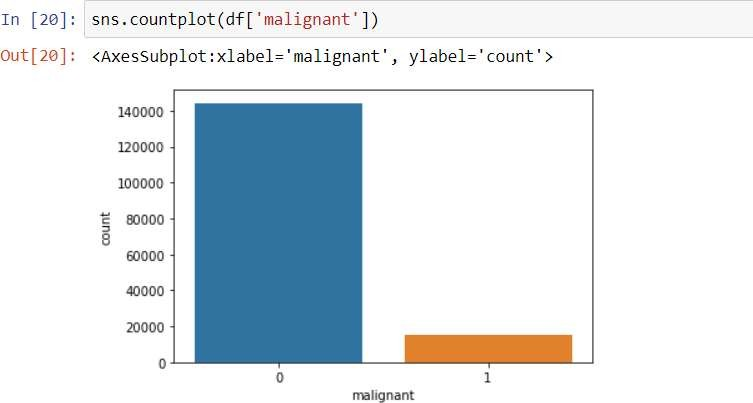 In [20]: sns.countplot(df['malignant'])
Out[20]: <AxesSubplot:xlabel='malignant', ylabel='count'>
140000
120000
100000
80000
60000
40000
20000
0
count
0 1
malignant